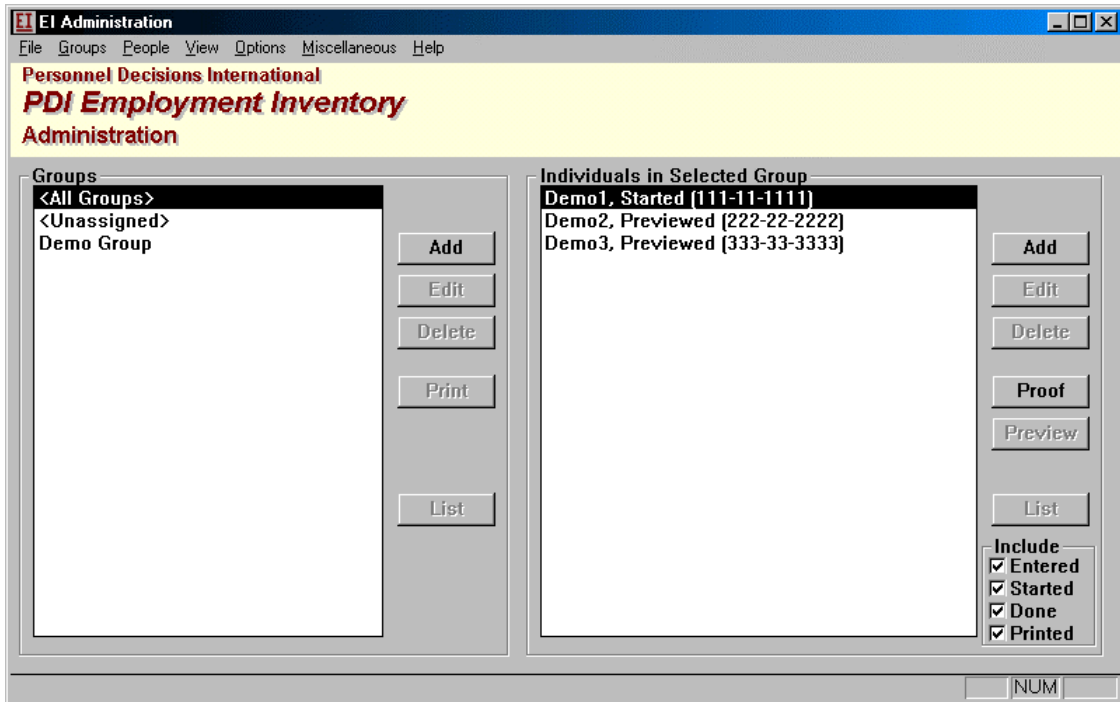 EI EI Administration
File Groups People View Options Miscellaneous Help
Personnel Decisions International
PDI Employment Inventory
Administration
Groups
<All Groups>
<Unassigned>
Demo Group
Add
Edit
Delete
Print
List
Individuals in Selected Group
Demo1, Started (111-11-1111)
Demo2, Previewed (222-22-2222)
Demo3, Previewed (333-33-3333)
Add
Edit
Delete
Proof
Preview
List
Include
Entered
Started
Done
Printed
NUM